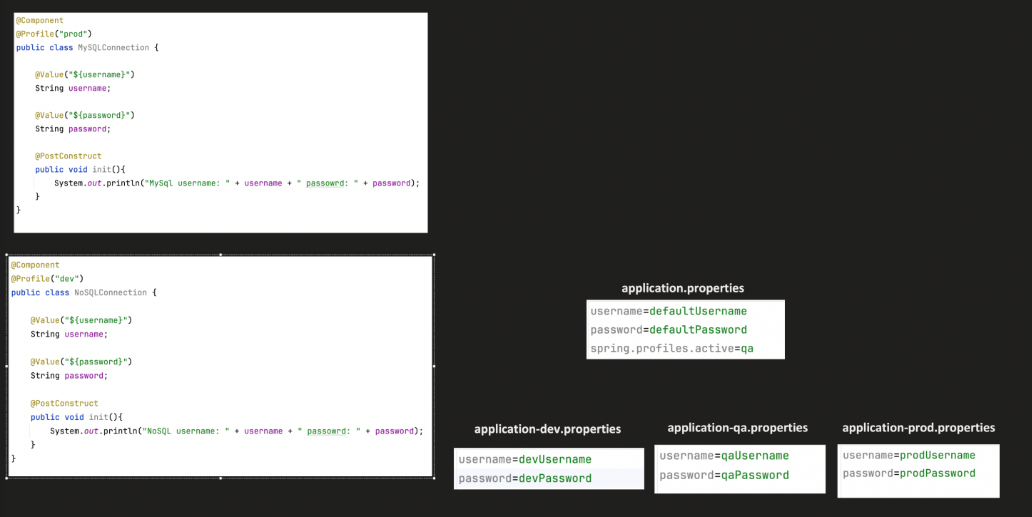 @Component
@Profile("prod")
public class MySQLConnection {
@Value("${username}")
String username;
@Value("${password}")
String password;
@PostConstruct
public void init(){
System.out.println("MySql username: " + username + " passowrd: " + password);
}
}
@Component
@Profile("dev")
public class NoSQLConnection {
@Value("${username}")
String username;
@Value("${password}")
String password;
@PostConstruct
public void init(){
System.out.println("NoSQL username: " + username + " passowrd: " + password);
}
}
application.properties
username=defaultUsername
password=defaultPassword
spring.profiles.active=qa
application-dev.properties
username=devUsername
password=devPassword
application-qa.properties
username=qaUsername
password=qaPassword
application-prod.properties
username=prodUsername
password=prodPassword